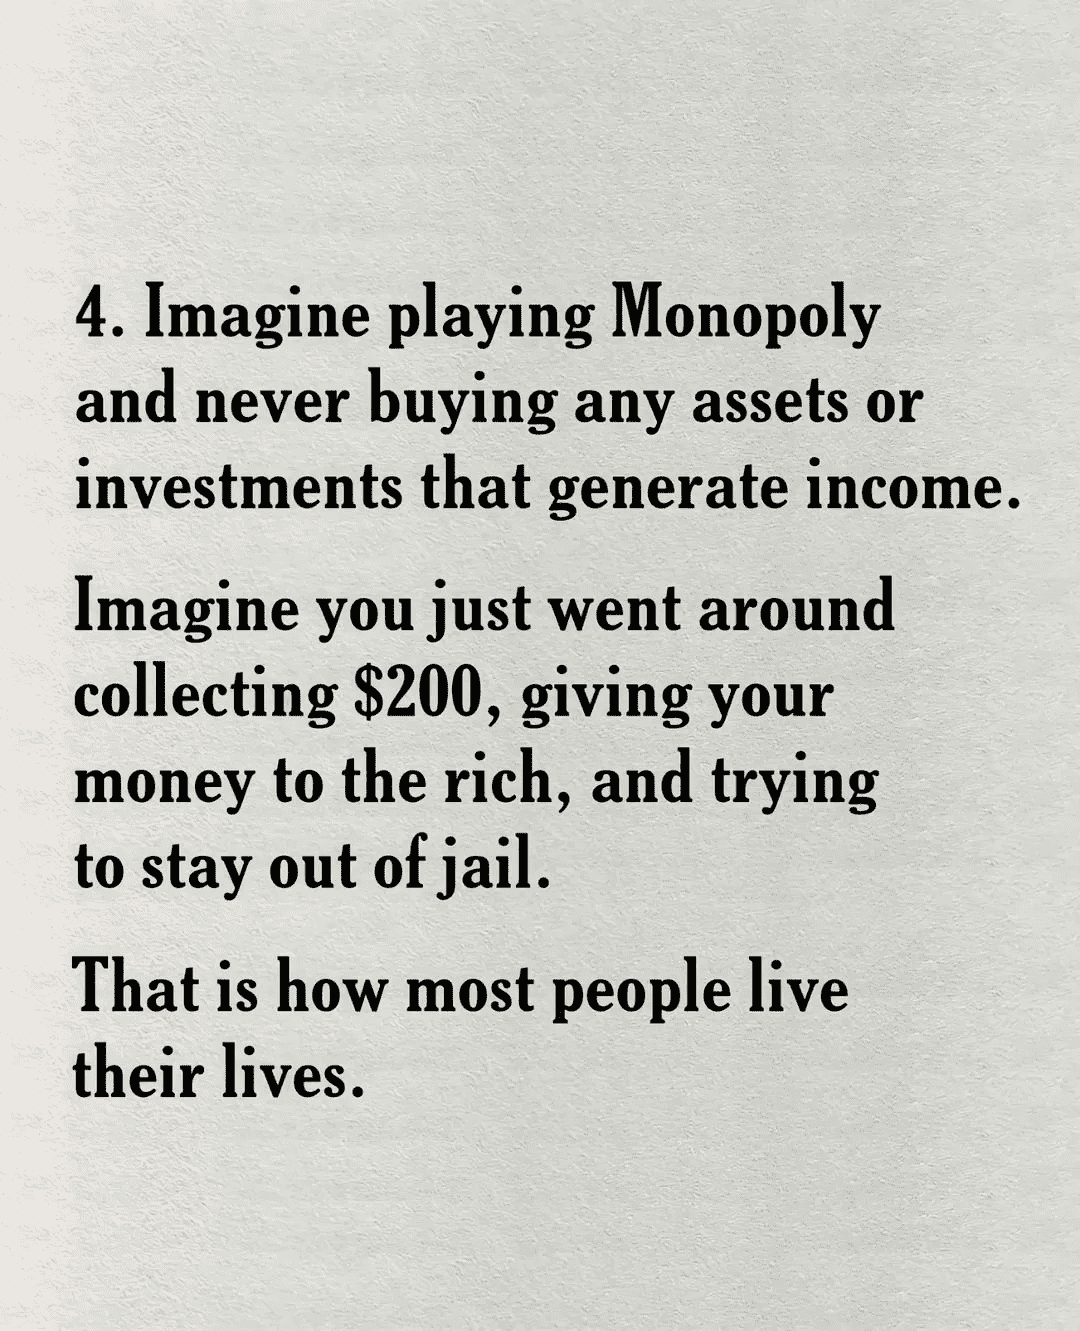 4. Imagine playing Monopoly
and never buying any assets or
investments that generate income.
Imagine you just went around
collecting $200, giving your
money to the rich, and trying
to stay out of jail.
That is how most people live
their lives.